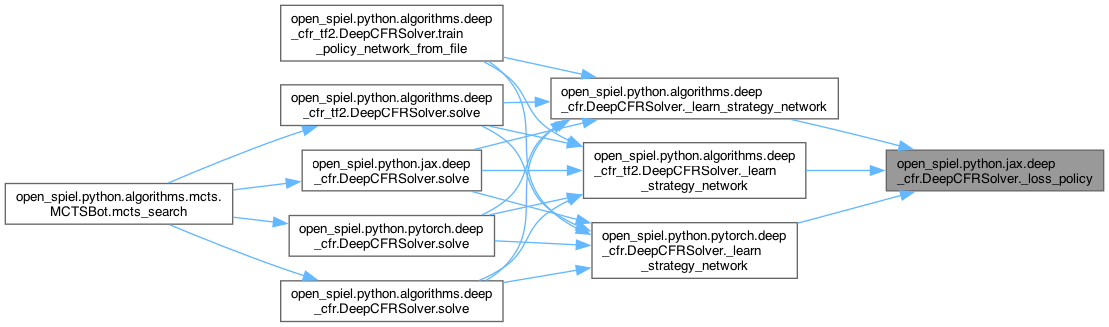 open_spiel.python.algorithms.deep
_cfr_tf2.DeepCFRSolver.train
_policy_network_from_file
open_spiel.python.algorithms.deep
_cfr_tf2.DeepCFRSolver.solve
open_spiel.python.jax.deep
_cfr.DeepCFRSolver.solve
open_spiel.python.algorithms.mcts.
MCTSBot.mcts_search
open_spiel.python.pytorch.deep
_cfr.DeepCFRSolver.solve
open_spiel.python.algorithms.deep
_cfr.DeepCFRSolver.solve
open_spiel.python.algorithms.deep
_cfr.DeepCFRSolver._learn_strategy_network
open_spiel.python.algorithms.deep
_cfr_tf2.DeepCFRSolver._learn
_strategy_network
open_spiel.python.pytorch.deep
_cfr.DeepCFRSolver._learn
_strategy_network
open_spiel.python.jax.deep
_cfr.DeepCFRSolver._loss_policy